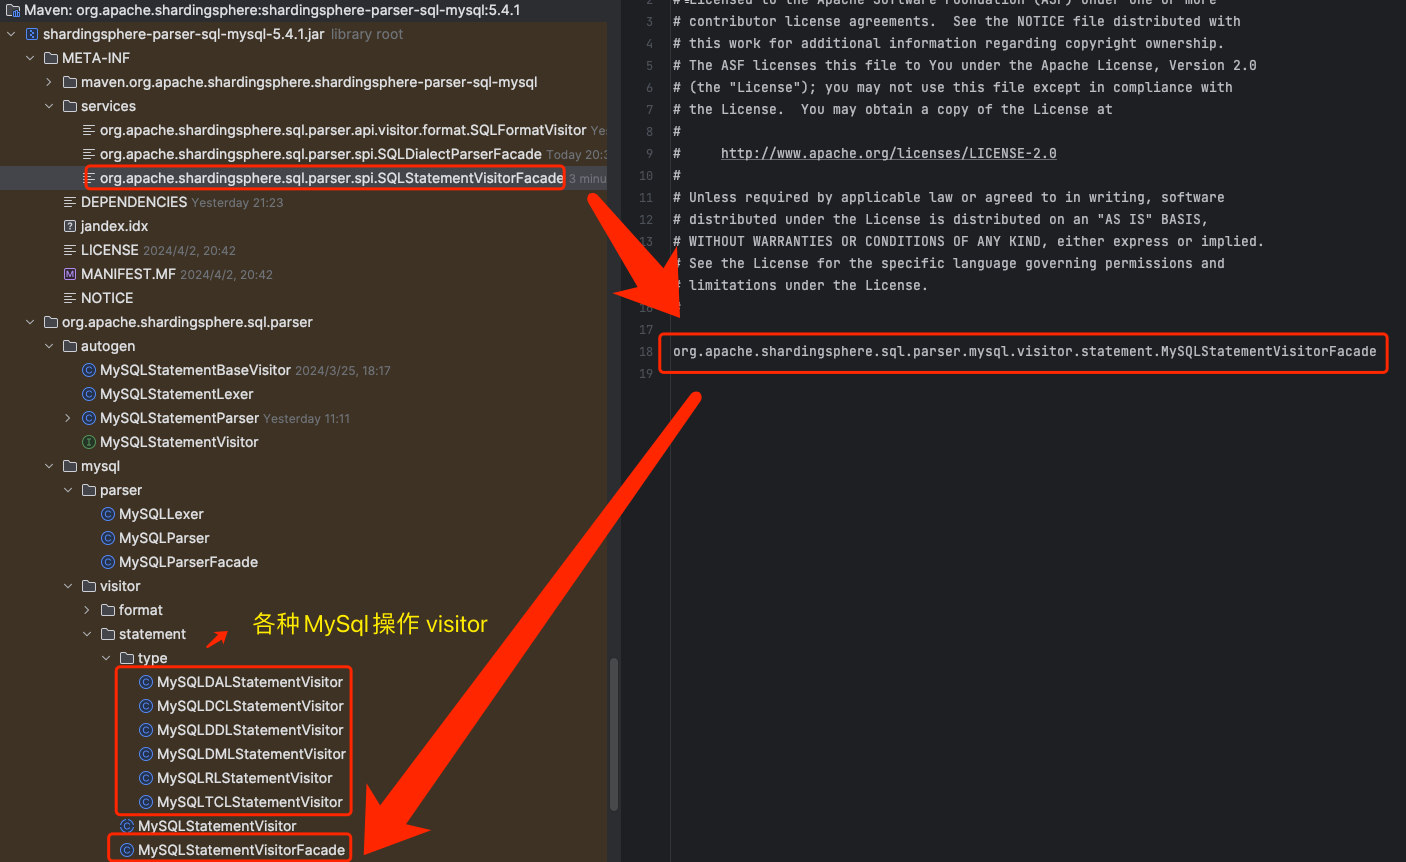 Maven: org.apache.shardingsphere:shardingsphere-parser-sql-mysql:5.4.1
shardingsphere-parser-sql-mysql-5.4.1.jar library root
META-INF
maven.org.apache.shardingsphere.shardingsphere-parser-sql-mysql
services
org.apache.shardingsphere.sql.parser.api.visitor.format.SQLFormatVisitor Yes
org.apache.shardingsphere.sql.parser.spi.SQLDialectParserFacade Today 20:3
org.apache.shardingsphere.sql.parser.spi.SQLStatementVisitorFacade 3 minu
DEPENDENCIES Yesterday 21:23
jandex.idx
LICENSE 2024/4/2, 20:42
MANIFEST.MF 2024/4/2, 20:42
NOTICE
org.apache.shardingsphere.sql.parser
autogen
MySQLStatementBaseVisitor 2024/3/25, 18:17
MySQLStatementLexer
MySQLStatementParser Yesterday 11:11
MySQLStatementVisitor
mysql
parser
MySQLLexer
MySQLParser
MySQLParserFacade
visitor
format
statement
各种MySql操作 visitor
type
MySQLDALStatementVisitor
MySQLDCLStatementVisitor
MySQLDDLStatementVisitor
MySQLDMLStatementVisitor
MySQLRLStatementVisitor
MySQLTCLStatementVisitor
MySQLStatementVisitor
MySQLStatementVisitorFacade
2 # Licensed to the Apache Software Foundation (ASF) under one or more
3 # contributor license agreements.  See the NOTICE file distributed with
4 # this work for additional information regarding copyright ownership.
5 # The ASF licenses this file to You under the Apache License, Version 2.0
6 # (the "License"); you may not use this file except in compliance with
7 # the License.  You may obtain a copy of the License at
8 #
9 #     http://www.apache.org/licenses/LICENSE-2.0
10 #
11 # Unless required by applicable law or agreed to in writing, software
12 # distributed under the License is distributed on an "AS IS" BASIS,
13 # WITHOUT WARRANTIES OR CONDITIONS OF ANY KIND, either express or implied.
# See the License for the specific language governing permissions and
# limitations under the License.
16 #
17
18 org.apache.shardingsphere.sql.parser.mysql.visitor.statement.MySQLStatementVisitorFacade
19